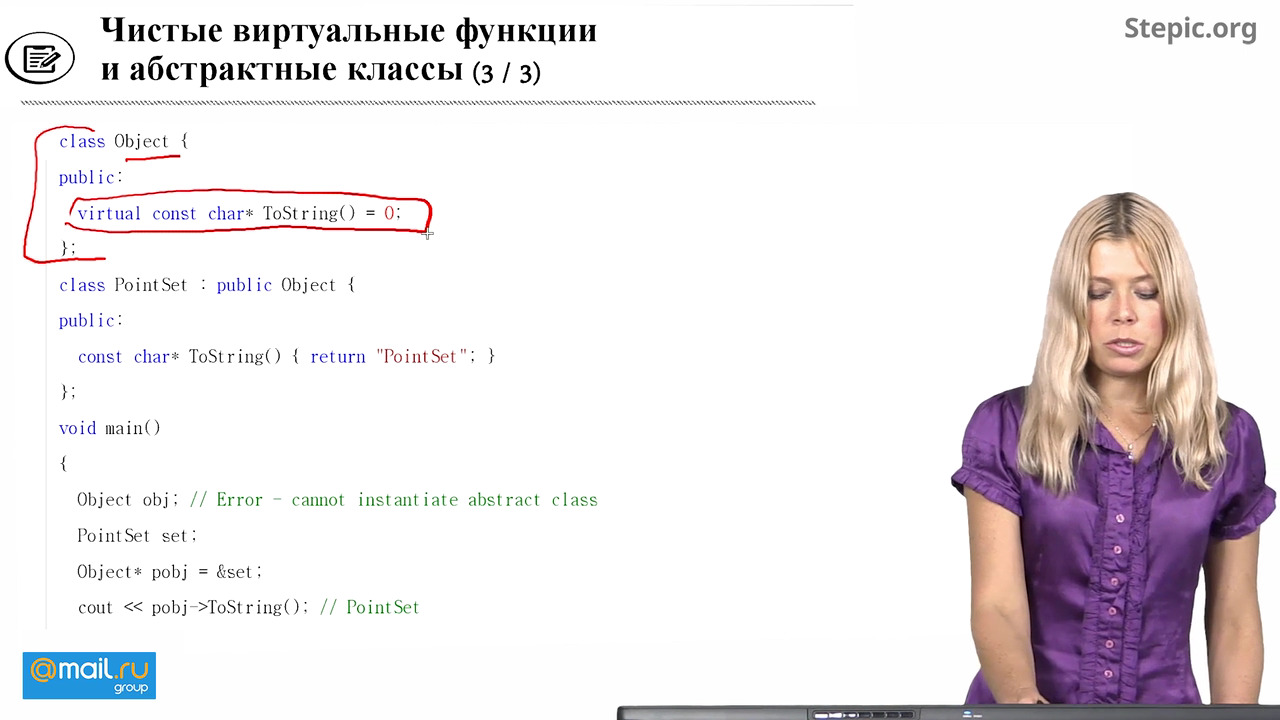 Чистые виртуальные функции
и абстрактные классы (3 / 3)
Stepic.org
class Object {
public:
virtual const char* ToString() = 0;
};
class PointSet : public Object {
public:
const char* ToString() { return "PointSet"; }
};
void main()
{
Object obj; // Error - cannot instantiate abstract class
PointSet set;
Object* pobj = &set;
cout << pobj->ToString(); // PointSet
@mail.ru
group